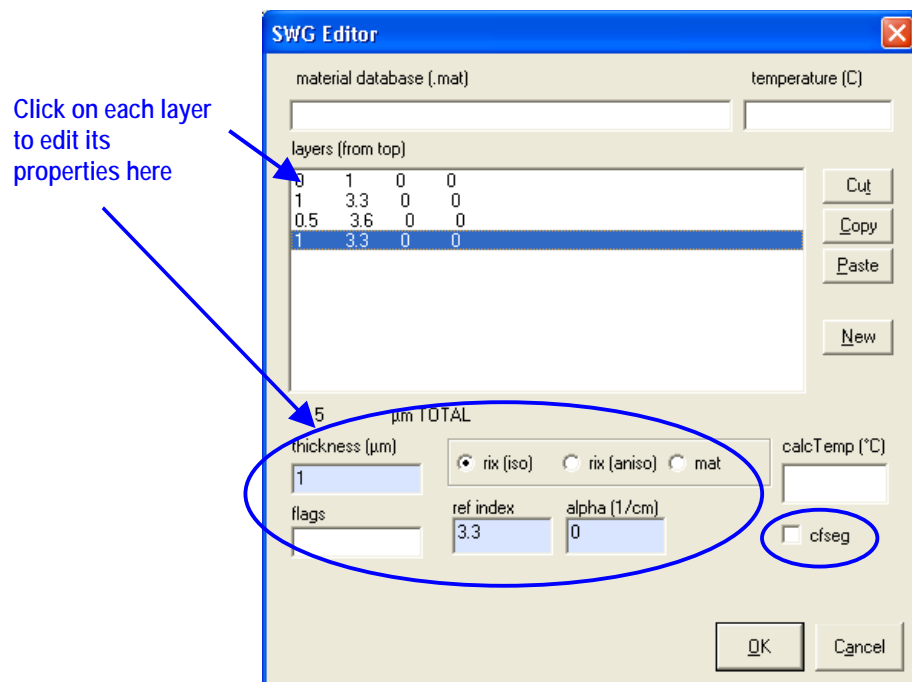 SWG Editor
material database (.mat)
temperature (C)
Click on each layer
to edit its
properties here
layers (from top)
0 1 0 0
1 3.3 0 0
0.5 3.6 0 0
1 3.3 0 0
Cut
Copy
Paste
New
5 µm TOTAL
thickness (µm)
rix (iso) rix (aniso) mat
calcTemp (°C)
1
flags
ref index
alpha (1/cm)
3.3
0
cfseg
OK
Cancel